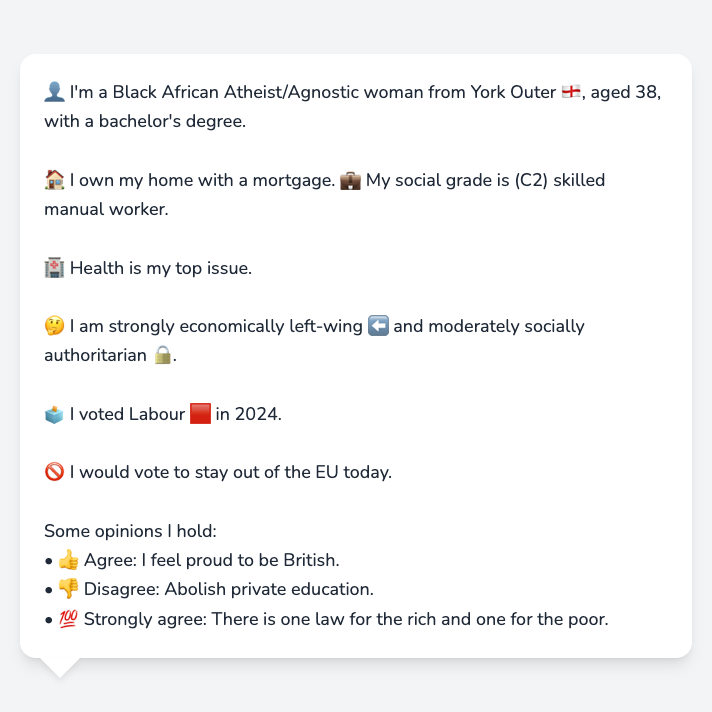 👤 I'm a Black African Atheist/Agnostic woman from York Outer 🏴󠁧󠁢󠁥󠁮󠁧󠁿, aged 38,
with a bachelor's degree.
🏠 I own my home with a mortgage. 💼 My social grade is (C2) skilled
manual worker.
🏥 Health is my top issue.
🤔 I am strongly economically left-wing ⬅️ and moderately socially
authoritarian 🔒.
🗳️ I voted Labour 🟥 in 2024.
🚫 I would vote to stay out of the EU today.
Some opinions I hold:
• 👍 Agree: I feel proud to be British.
• 👎 Disagree: Abolish private education.
• 💯 Strongly agree: There is one law for the rich and one for the poor.